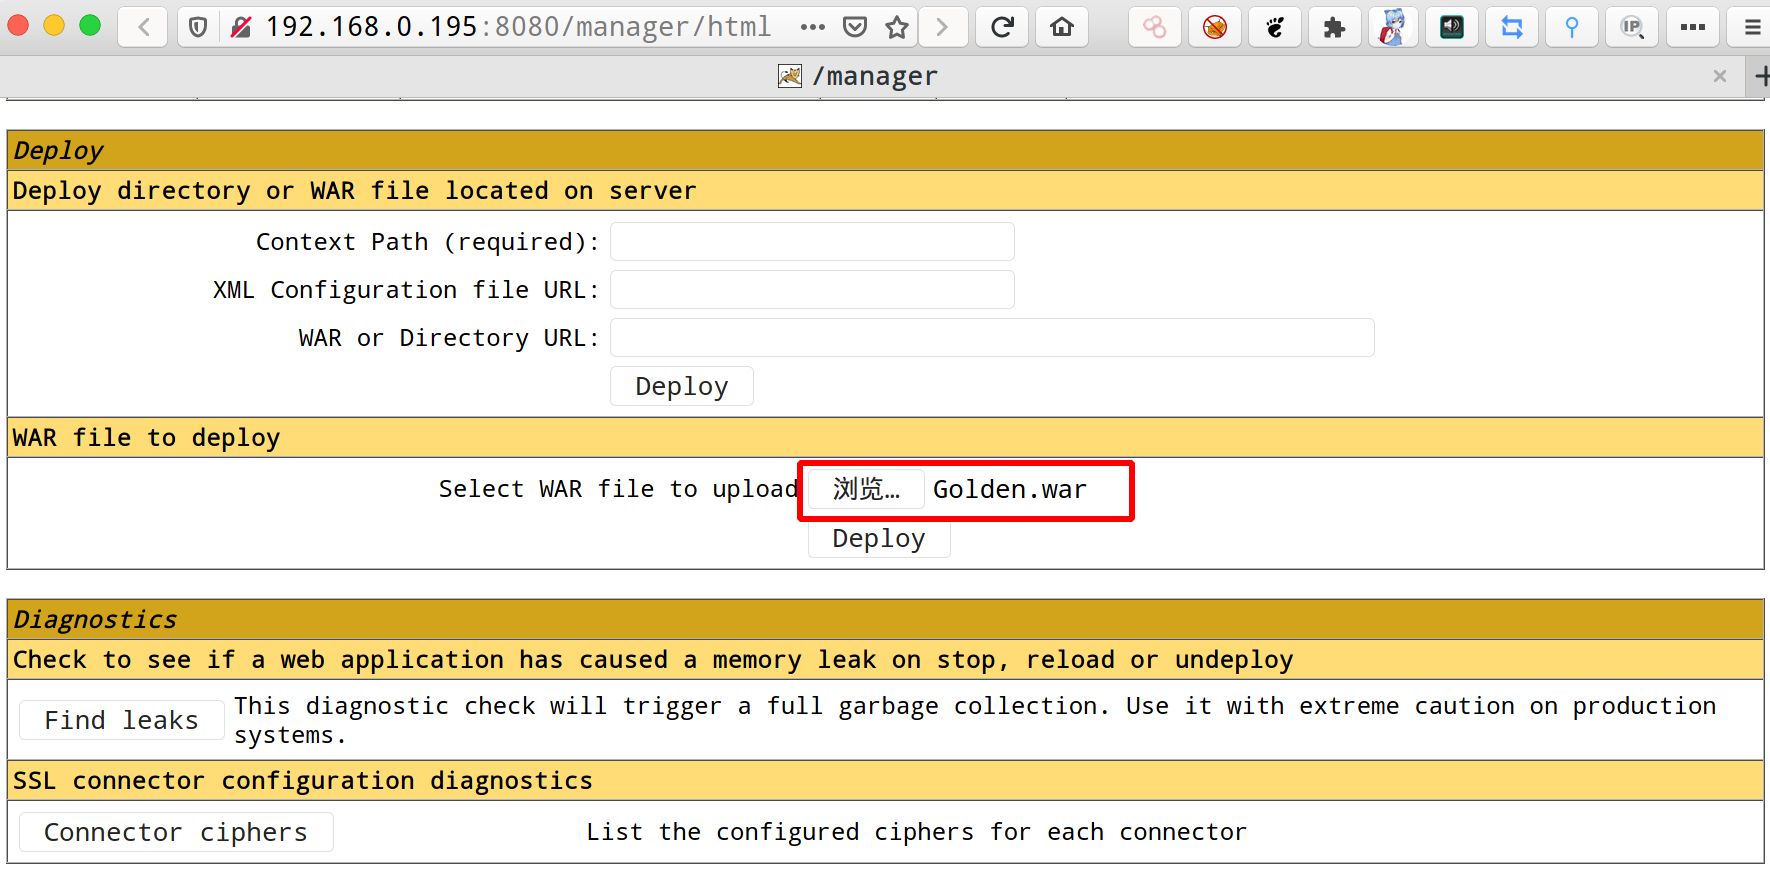 192.168.0.195:8080/manager/html
IP
/manager
Deploy
Deploy directory or WAR file located on server
Context Path (required):
XML Configuration file URL:
WAR or Directory URL:
Deploy
WAR file to deploy
Select WAR file to upload 浏览… Golden.war
Deploy
Diagnostics
Check to see if a web application has caused a memory leak on stop, reload or undeploy
Find leaks
This diagnostic check will trigger a full garbage collection. Use it with extreme caution on production
systems.
SSL connector configuration diagnostics
Connector ciphers
List the configured ciphers for each connector